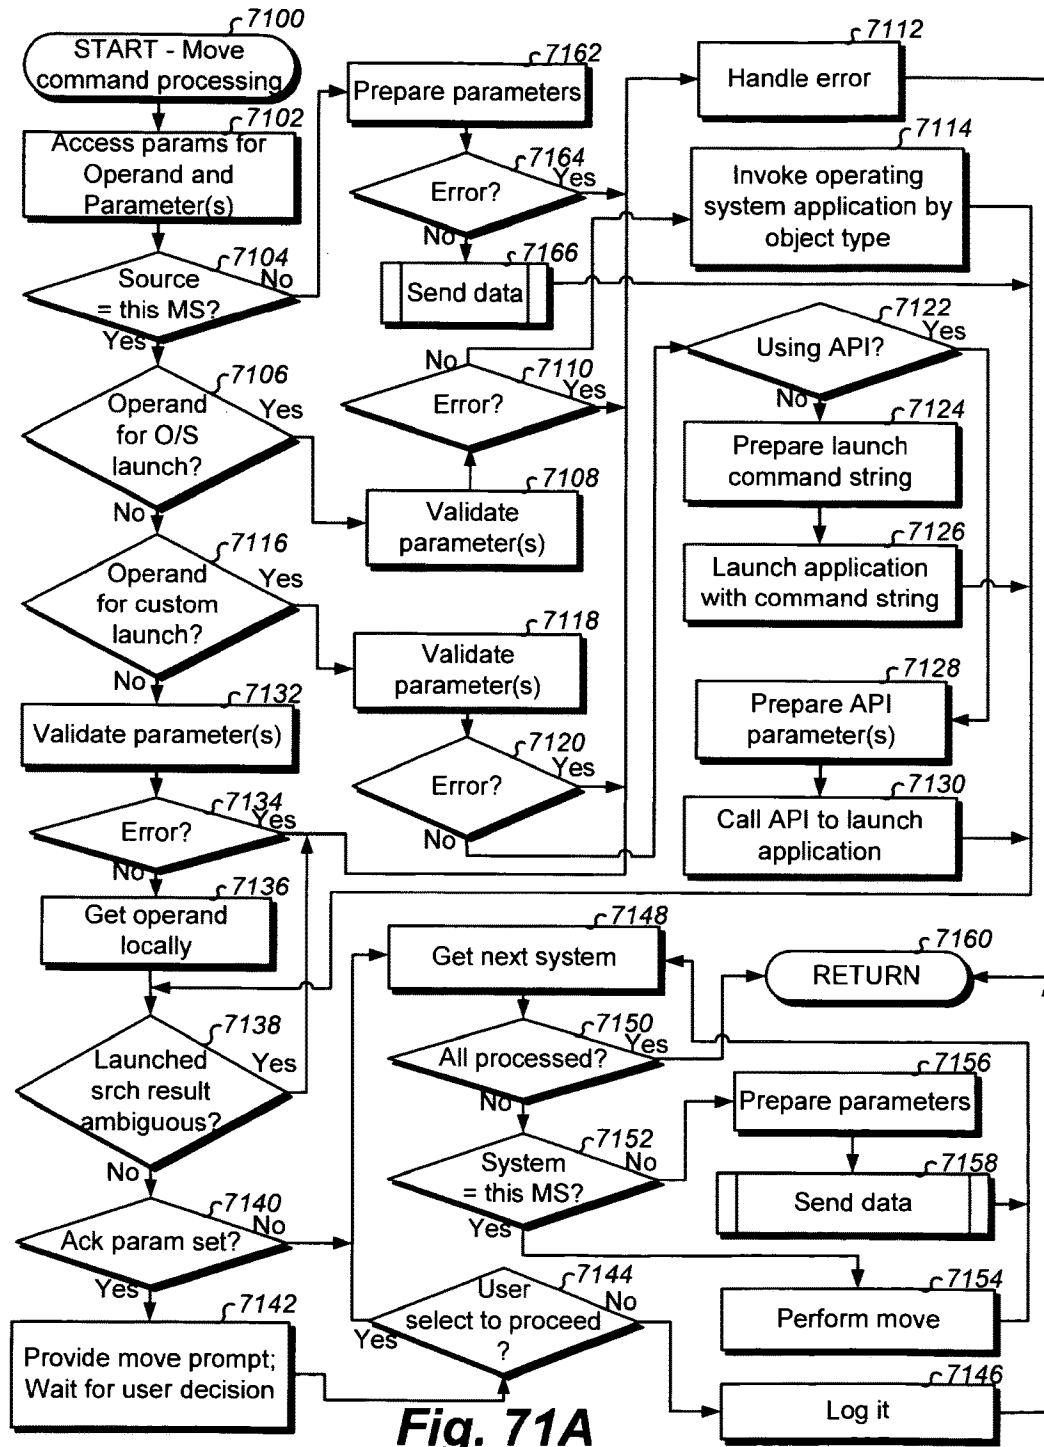 7100
START - Move
command processing
7102
Access params for
Operand and
Parameter(s)
7104
Source
= this MS?
No
Yes
7106
Operand
for O/S
launch?
Yes
No
7116
Operand
for custom
launch?
Yes
No
7132
Validate parameter(s)
7134
Error?
Yes
No
7136
Get operand
locally
7138
Launched
srch result
ambiguous?
Yes
No
7140
Ack param set?
No
Yes
7142
Provide move prompt;
Wait for user decision
7162
Prepare parameters
7164
Error?
Yes
No
7166
Send data
No
7110
Error?
Yes
7108
Validate
parameter(s)
7118
Validate
parameter(s)
7120
Error?
Yes
No
7112
Handle error
7114
Invoke operating
system application by
object type
7122
Using API?
Yes
No
7124
Prepare launch
command string
7126
Launch application
with command string
7128
Prepare API
parameter(s)
7130
Call API to launch
application
7148
Get next system
7160
RETURN
7150
All processed?
Yes
No
7152
System
= this MS?
No
Yes
7156
Prepare parameters
7158
Send data
7154
Perform move
7144
User
select to proceed
?
No
Yes
7146
Log it
Fig. 71A